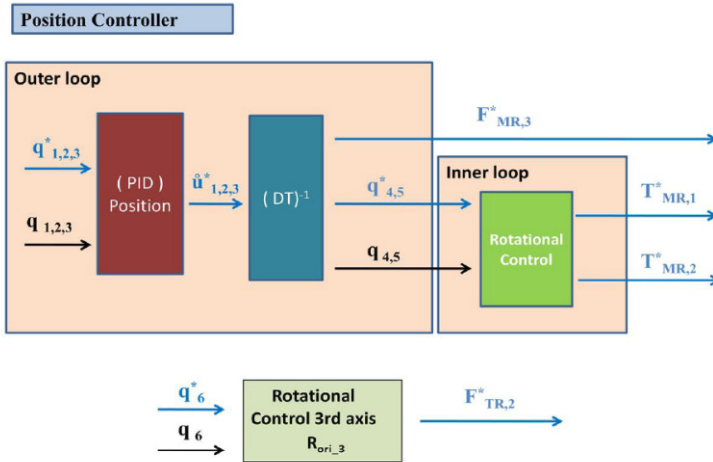 Position Controller
Outer loop
F*MR,3
q*1,2,3
( PID )
Position
ů*1,2,3
( DT)-1
q*4,5
Inner loop
T*MR,1
q 1,2,3
q 4,5
Rotational
Control
T*MR,2
q*6
q 6
Rotational
Control 3rd axis
Rori_3
F*TR,2